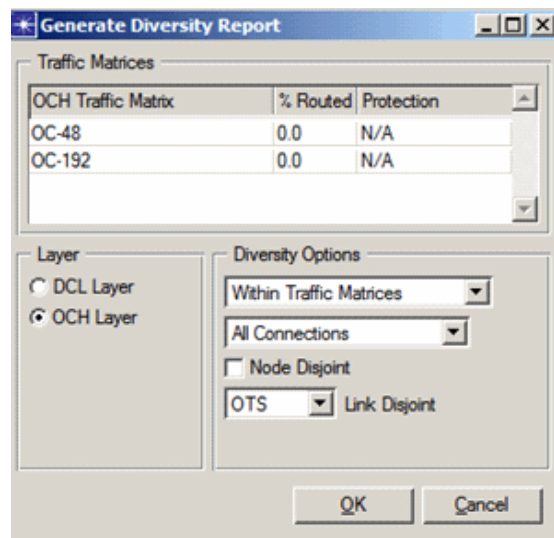 Generate Diversity Report
Traffic Matrices
OCH Traffic Matrix % Routed Protection
OC-48 0.0 N/A
OC-192 0.0 N/A
Layer
DCL Layer
OCH Layer
Diversity Options
Within Traffic Matrices
All Connections
Node Disjoint
OTS Link Disjoint
OK Cancel